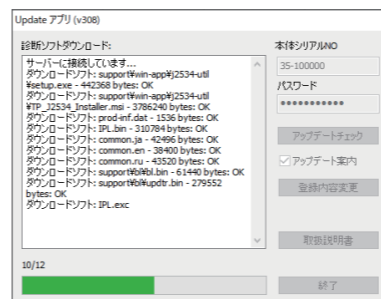 Update アプリ (v308)
診断ソフトダウンロード:
サーバーに接続しています...
ダウンロードソフト: support¥win-app¥j2534-util
¥setup.exe - 442368 bytes: OK
ダウンロードソフト: support¥win-app¥j2534-util
¥TP_J2534_Installer.msi - 3786240 bytes: OK
ダウンロードソフト: prod-inf.dat - 1536 bytes: OK
ダウンロードソフト: IPL.bin - 310784 bytes: OK
ダウンロードソフト: common.ja - 42496 bytes: OK
ダウンロードソフト: common.en - 38400 bytes: OK
ダウンロードソフト: common.ru - 43520 bytes: OK
ダウンロードソフト: support¥bl¥bl.bin - 61440 bytes: OK
ダウンロードソフト: support¥bl¥updtr.bin - 279552
bytes: OK
ダウンロードソフト: IPL.exc
10/12
本体シリアルNO
35-100000
パスワード
●●●●●●●●●●●
アップデートチェック
アップデート案内
登録内容変更
取扱説明書
終了